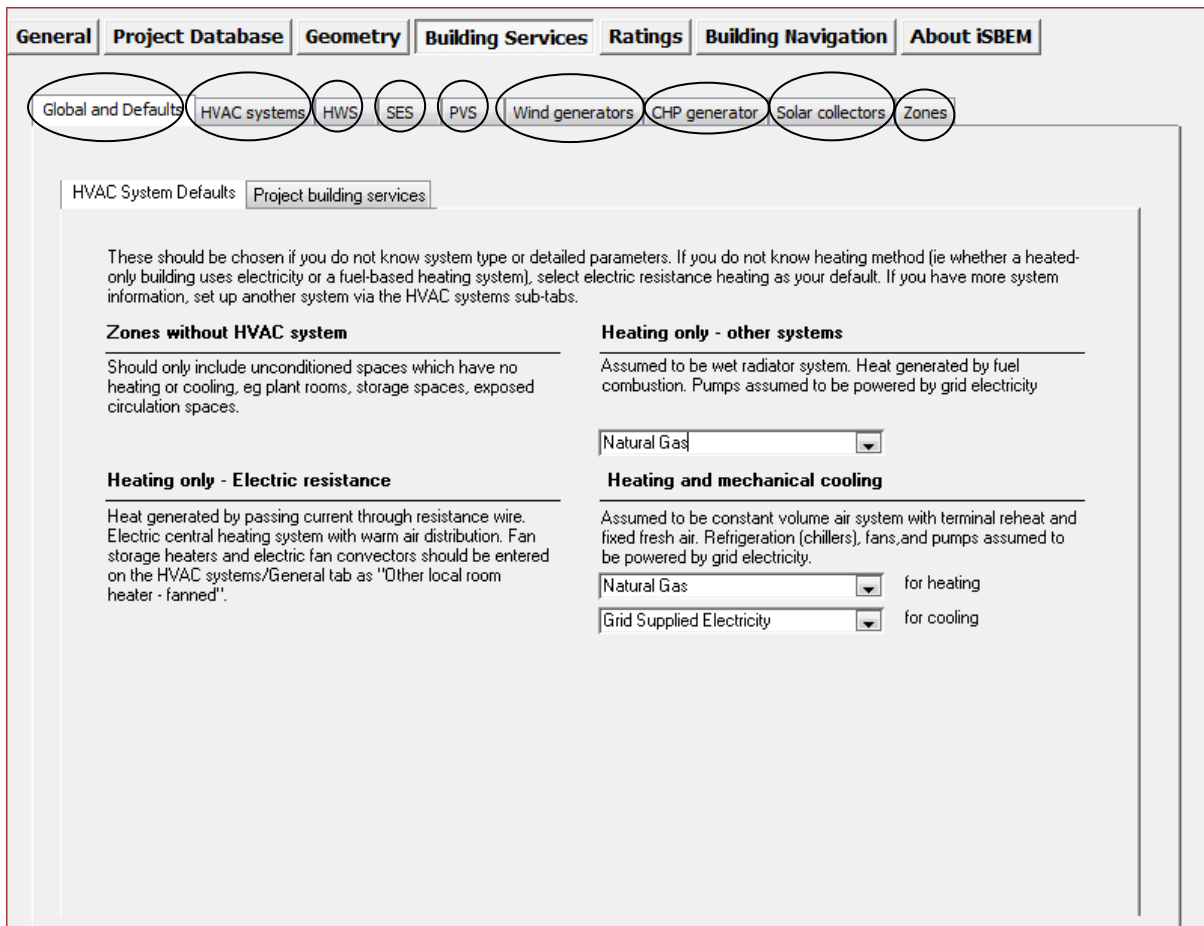 General Project Database Geometry Building Services Ratings Building Navigation About iSBEM
Global and Defaults HVAC systems HWS SES PVS Wind generators CHP generator Solar collectors Zones
HVAC System Defaults Project building services
These should be chosen if you do not know system type or detailed parameters. If you do not know heating method (ie whether a heated-
only building uses electricity or a fuel-based heating system), select electric resistance heating as your default. If you have more system
information, set up another system via the HVAC systems sub-tabs.
Zones without HVAC system
Should only include unconditioned spaces which have no
heating or cooling, eg plant rooms, storage spaces, exposed
circulation spaces.
Heating only - other systems
Assumed to be wet radiator system. Heat generated by fuel
combustion. Pumps assumed to be powered by grid electricity
Natural Gas
Heating only - Electric resistance
Heat generated by passing current through resistance wire.
Electric central heating system with warm air distribution. Fan
storage heaters and electric fan convectors should be entered
on the HVAC systems/General tab as "Other local room
heater - fanned".
Heating and mechanical cooling
Assumed to be constant volume air system with terminal reheat and
fixed fresh air. Refrigeration (chillers), fans,and pumps assumed to
be powered by grid electricity.
Natural Gas for heating
Grid Supplied Electricity for cooling